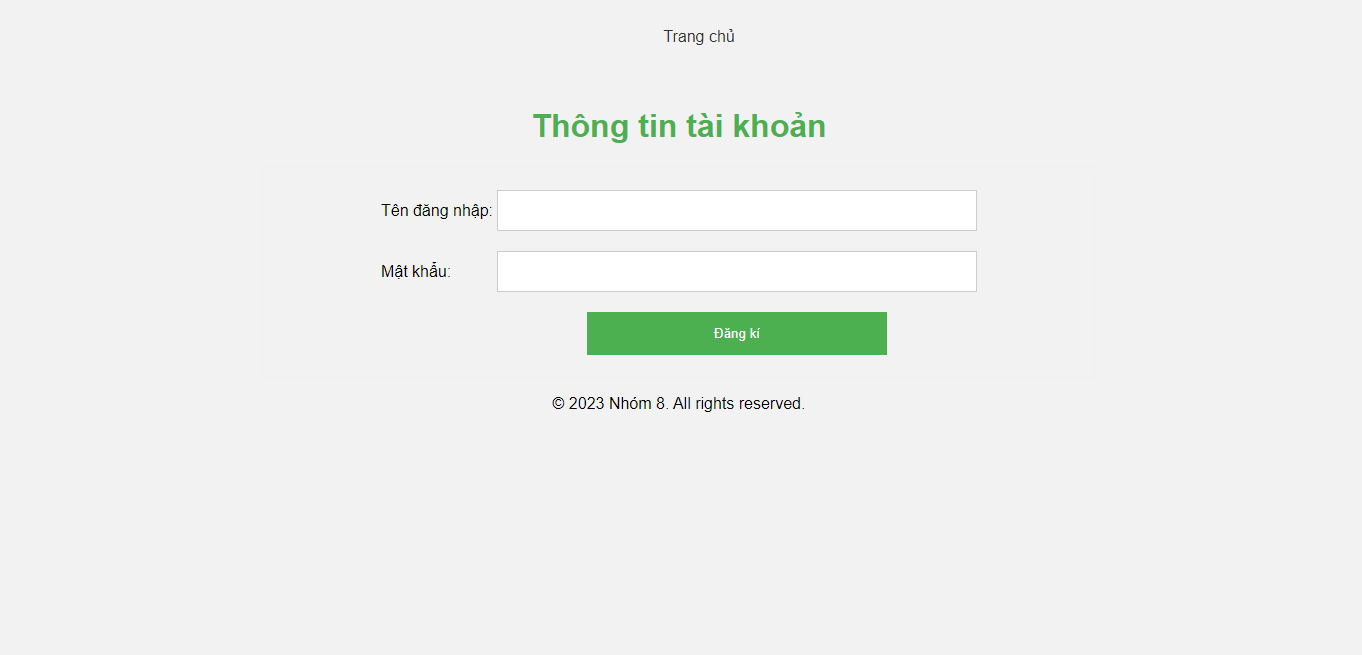 Trang chủ
Thông tin tài khoản
Tên đăng nhập:
Mật khẩu:
Đăng kí
© 2023 Nhóm 8. All rights reserved.